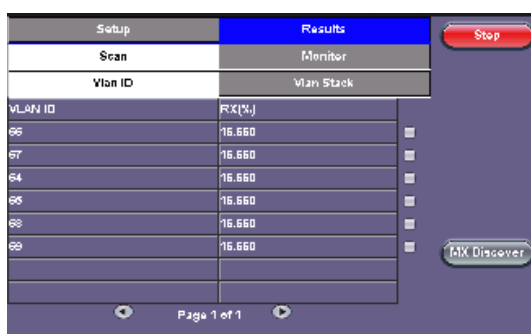 Setup Results Stop
Scan Monitor
Vlan ID Vlan Stack
VLAN ID RX(%)
66 16.660
67 16.660
64 16.660
65 16.660
68 16.660
69 16.660
MX Discover
Page 1 of 1